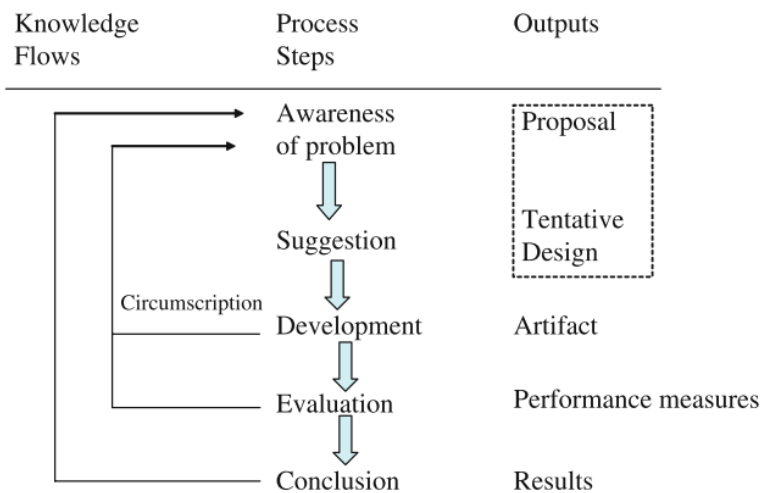 Knowledge
Flows
Process
Steps
Outputs
Awareness
of problem
Proposal
Suggestion
Tentative
Design
Circumscription
Development
Artifact
Evaluation
Performance measures
Conclusion
Results